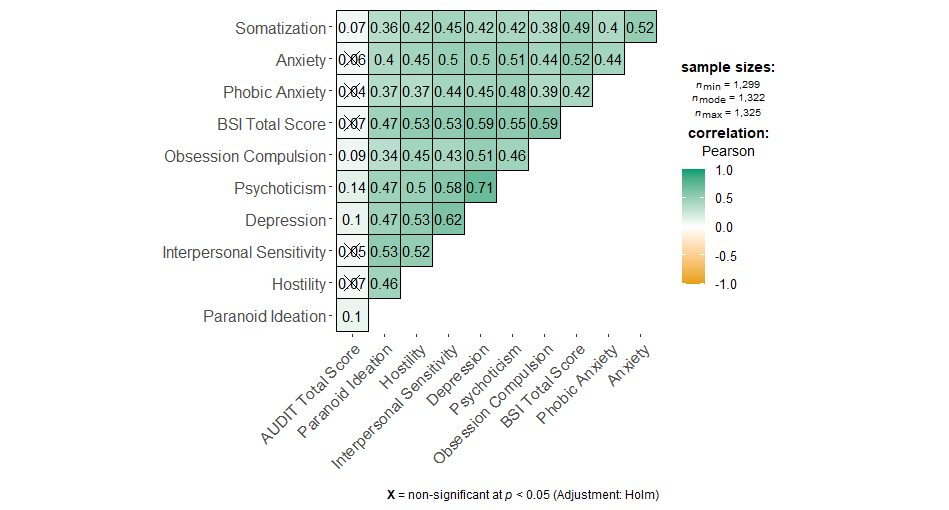 Somatization 0.07 0.36 0.42 0.45 0.42 0.42 0.38 0.49 0.4 0.52
Anxiety 0.06 0.4 0.45 0.5 0.5 0.51 0.44 0.52 0.44
Phobic Anxiety 0.04 0.37 0.37 0.44 0.45 0.48 0.39 0.42
BSI Total Score 0.07 0.47 0.53 0.53 0.59 0.55 0.59
Obsession Compulsion 0.09 0.34 0.45 0.43 0.51 0.46
Psychoticism 0.14 0.47 0.5 0.58 0.71
Depression 0.1 0.47 0.53 0.62
Interpersonal Sensitivity 0.05 0.53 0.52
Hostility 0.07 0.46
Paranoid Ideation 0.1
AUDIT Total Score
Paranoid Ideation
Hostility
Interpersonal Sensitivity
Depression
Psychoticism
Obsession Compulsion
BSI Total Score
Phobic Anxiety
Anxiety
sample sizes:
nmin = 1,299
nmode = 1,322
nmax = 1,325
correlation:
Pearson
1.0
0.5
0.0
-0.5
-1.0
X = non-significant at p < 0.05 (Adjustment: Holm)